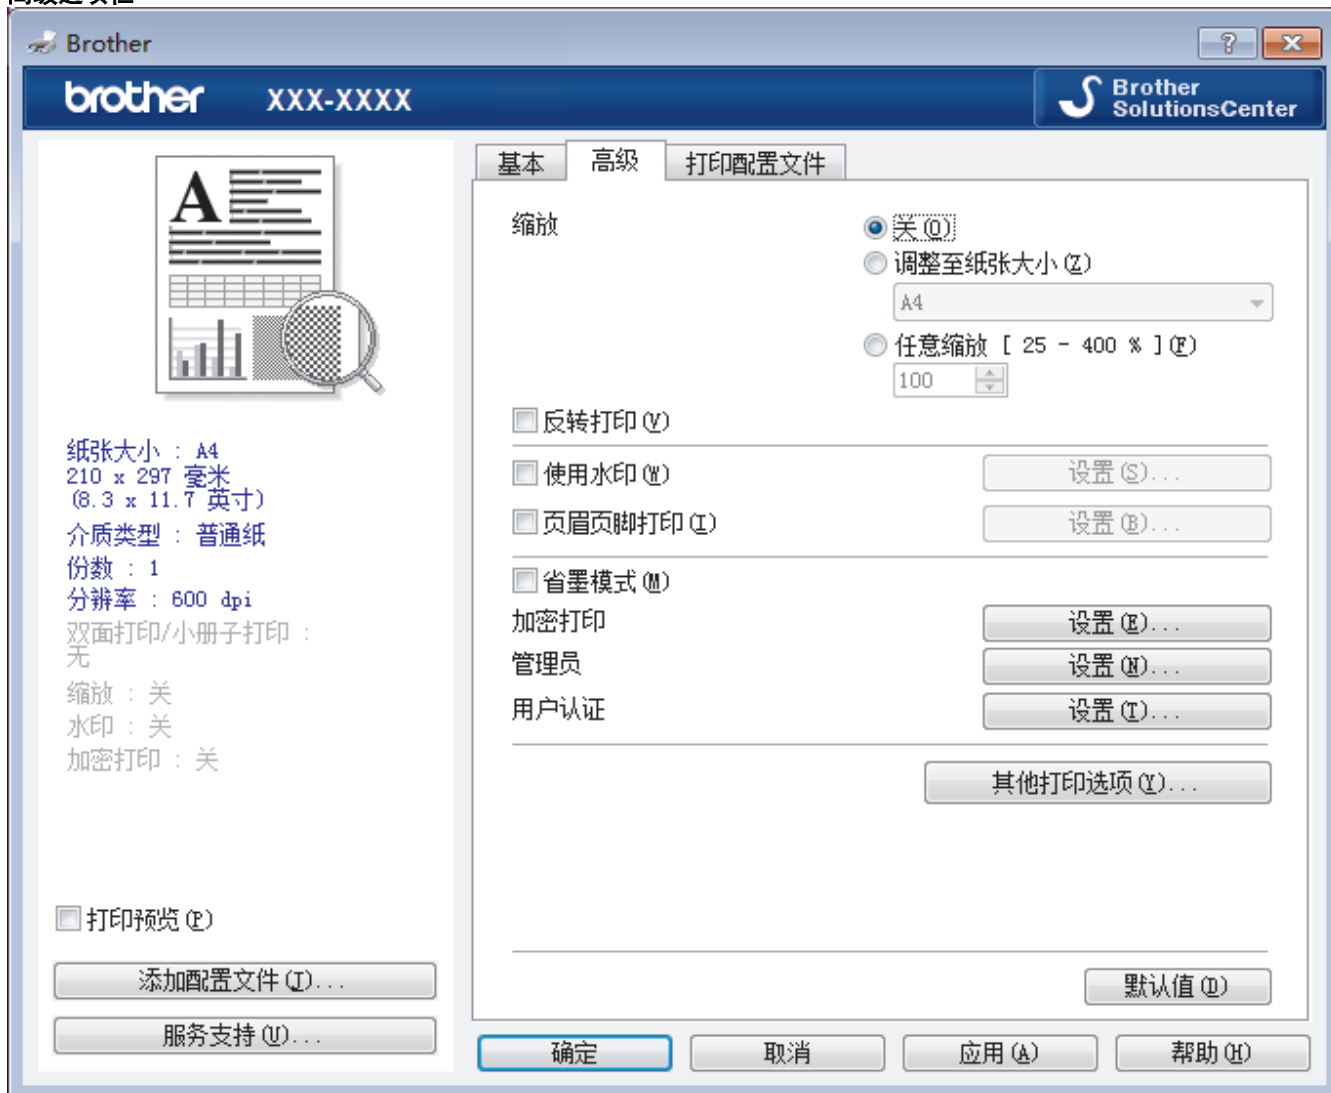 Brother
brother XXX-XXXX
Brother
SolutionsCenter
基本 高级 打印配置文件
缩放
关(O)
调整至纸张大小(Z)
A4
任意缩放 [ 25 - 400 % ](F)
100
反转打印(V)
使用水印(W) 设置(S)...
页眉页脚打印(I) 设置(B)...
省墨模式(M)
加密打印 设置(E)...
管理员 设置(N)...
用户认证 设置(T)...
其他打印选项(Y)...
默认值(D)
A
纸张大小 : A4
210 x 297 毫米
(8.3 x 11.7 英寸)
介质类型 : 普通纸
份数 : 1
分辨率 : 600 dpi
双面打印/小册子打印 :
无
缩放 : 关
水印 : 关
加密打印 : 关
打印预览(P)
添加配置文件(J)...
服务支持(U)...
确定 取消 应用(A) 帮助(H)